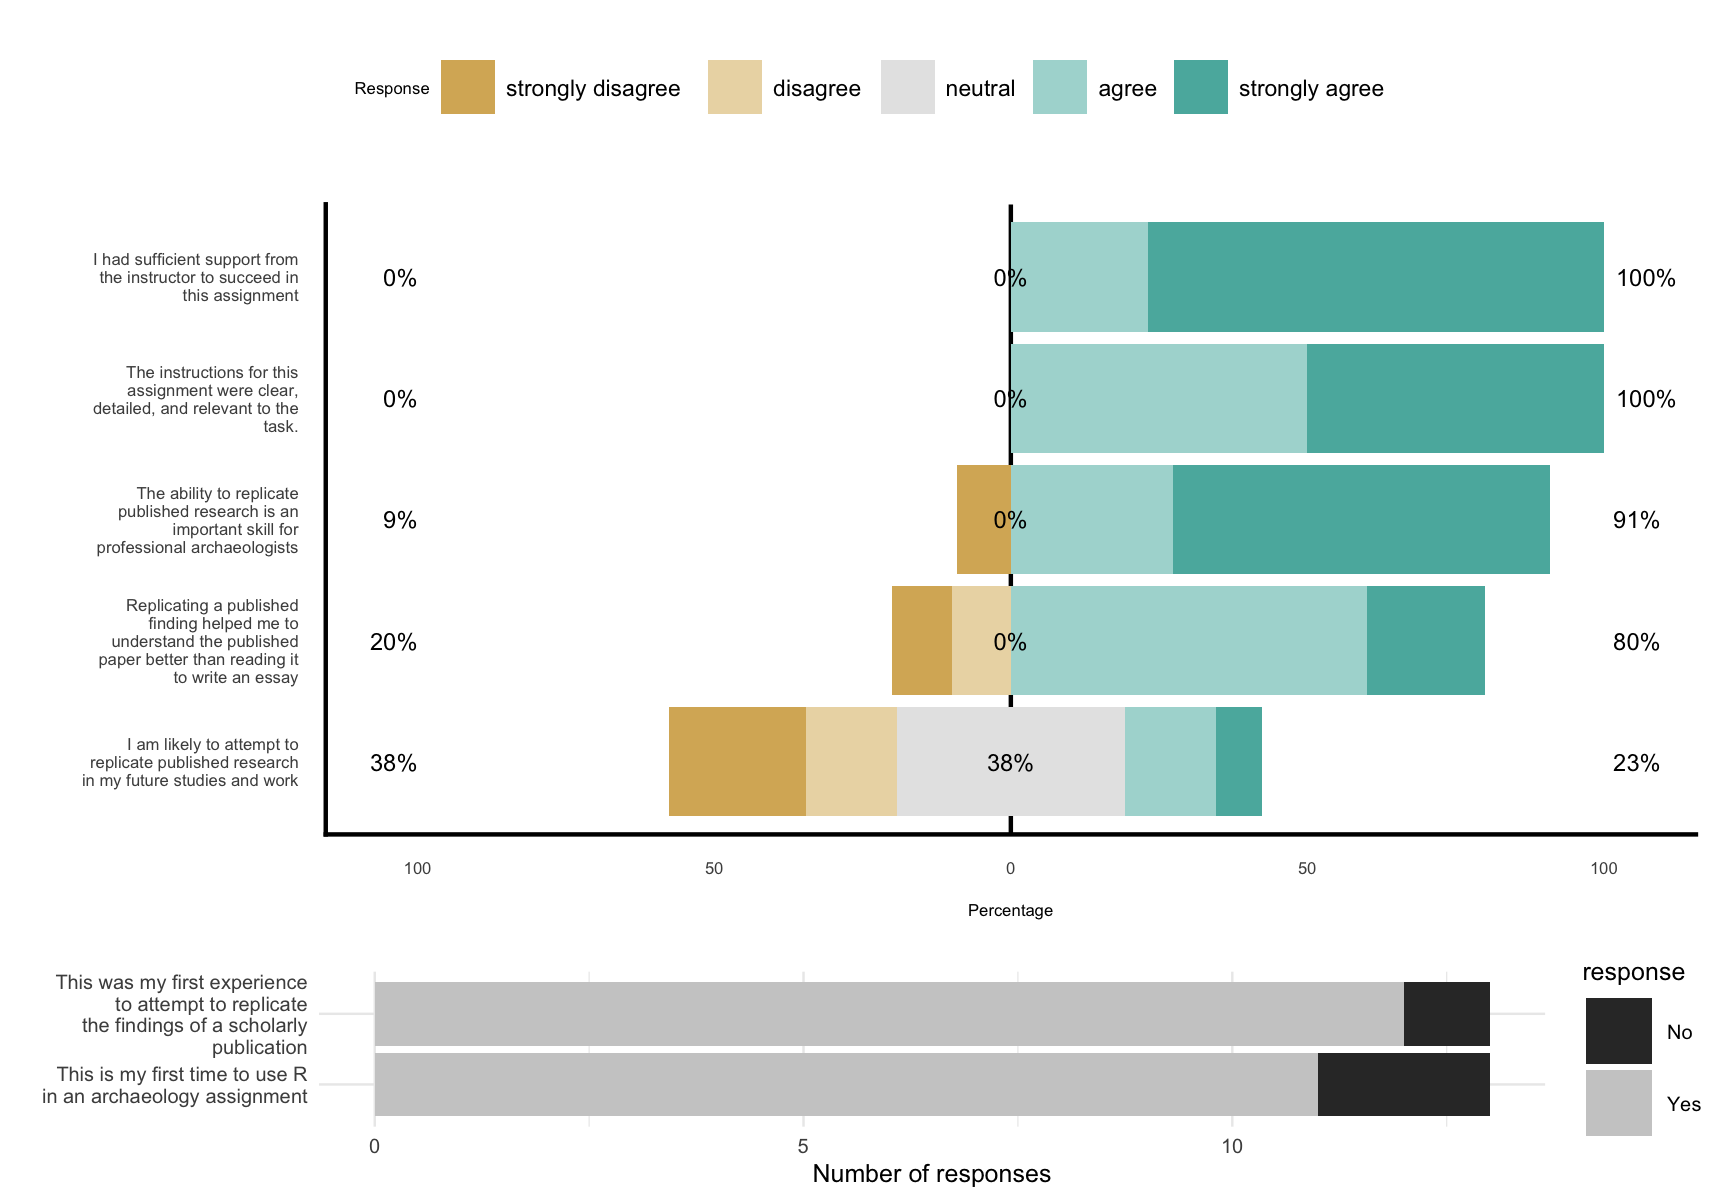 Response strongly disagree disagree neutral agree strongly agree
I had sufficient support from
the instructor to succeed in
this assignment
0% 0% 100%
The instructions for this
assignment were clear,
detailed, and relevant to the
task.
0% 0% 100%
The ability to replicate
published research is an
important skill for
professional archaeologists
9% 0% 91%
Replicating a published
finding helped me to
understand the published
paper better than reading it
to write an essay
20% 0% 80%
I am likely to attempt to
replicate published research
in my future studies and work
38% 38% 23%
100 50 0 50 100
Percentage
This was my first experience
to attempt to replicate
the findings of a scholarly
publication
This is my first time to use R
in an archaeology assignment
0 5 10
Number of responses
response
No
Yes